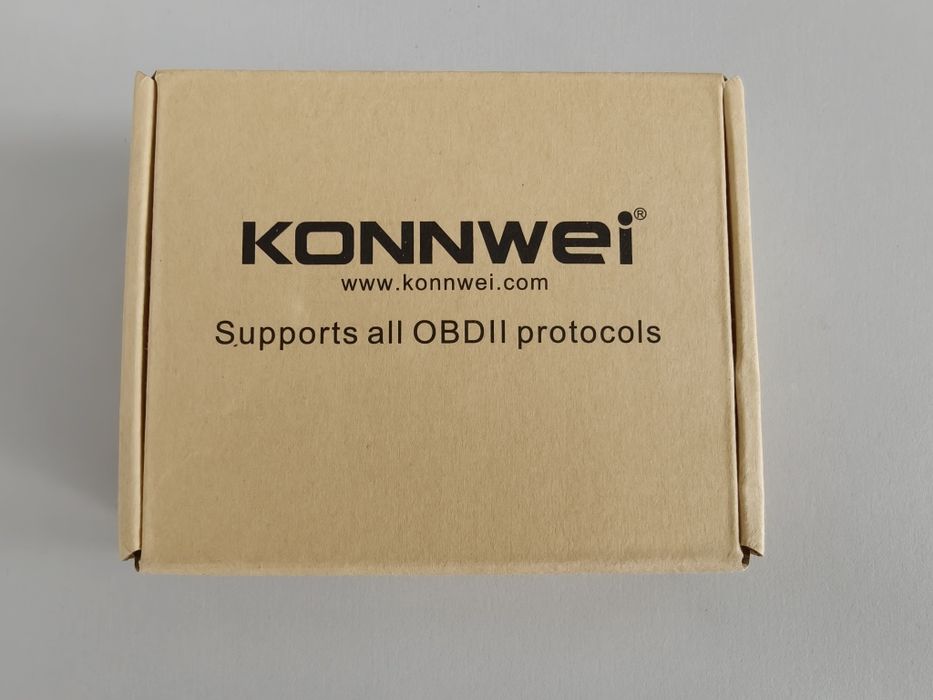 KONNWEI®
www.konnwei.com
Supports all OBDII protocols